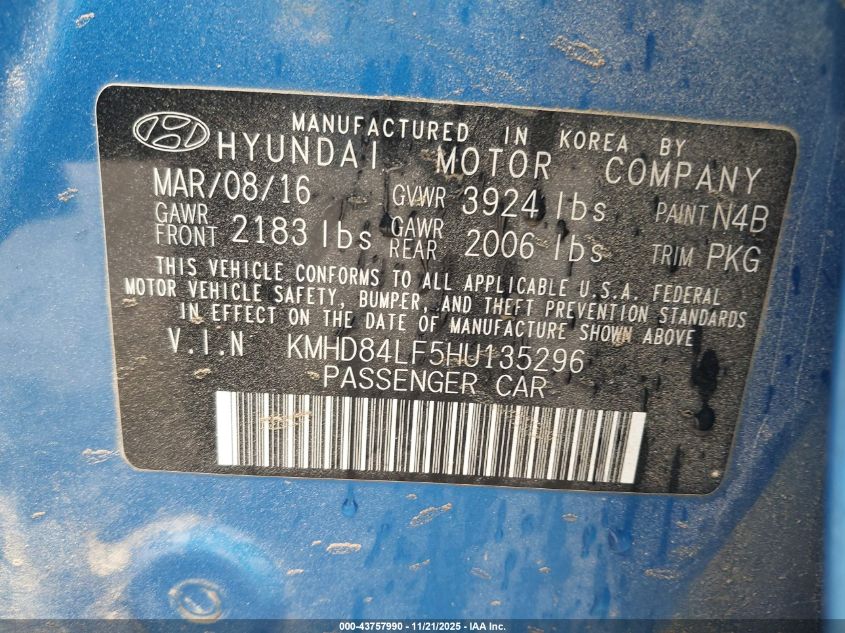 MANUFACTURED IN KOREA BY
HYUNDAI MOTOR COMPANY
MAR/08/16 GVWR 3924 lbs PAINT N4B
GAWR FRONT 2183 lbs GAWR REAR 2006 lbs TRIM PKG
THIS VEHICLE CONFORMS TO ALL APPLICABLE U.S.A. FEDERAL
MOTOR VEHICLE SAFETY, BUMPER, AND THEFT PREVENTION STANDARDS
IN EFFECT ON THE DATE OF MANUFACTURE SHOWN ABOVE
V.I.N KMHD84LF5HU135296
PASSENGER CAR
000-43757990 - 11/21/2025 - IAA Inc.